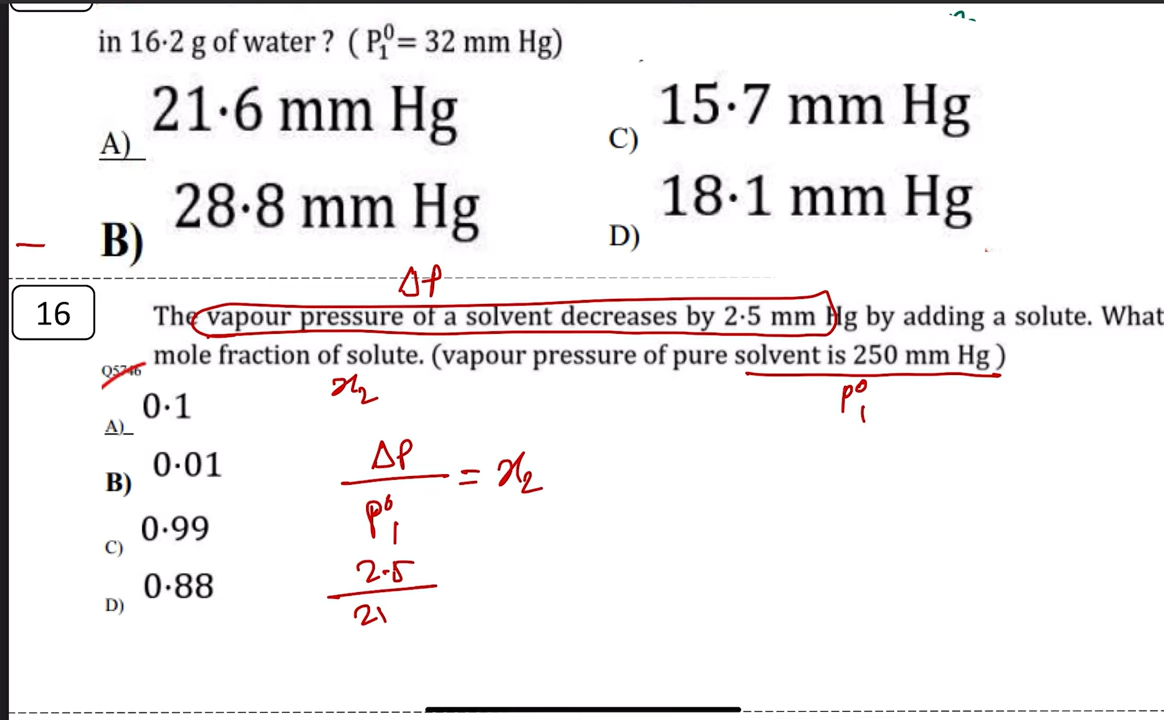 in 16·2 g of water ? ( P₁⁰= 32 mm Hg)
A) 21·6 mm Hg
C) 15·7 mm Hg
B) 28·8 mm Hg
D) 18·1 mm Hg
ΔP
16 The vapour pressure of a solvent decreases by 2·5 mm Hg by adding a solute. What
mole fraction of solute. (vapour pressure of pure solvent is 250 mm Hg )
Q5746
x₂
P₁⁰
A) 0·1
B) 0·01
C) 0·99
D) 0·88
ΔP
= x₂
P₁⁰
2·5
21